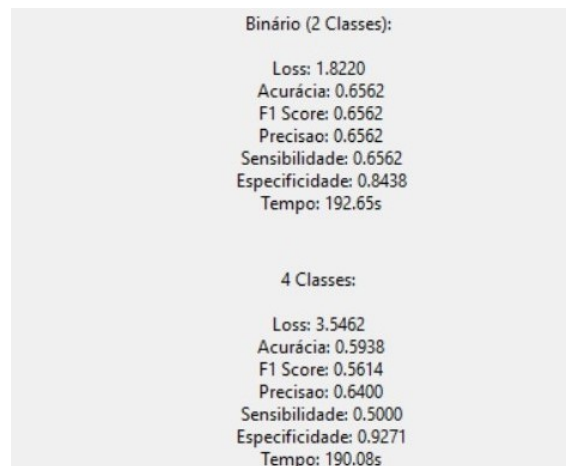 Binário (2 Classes):
Loss: 1.8220
Acurácia: 0.6562
F1 Score: 0.6562
Precisao: 0.6562
Sensibilidade: 0.6562
Especificidade: 0.8438
Tempo: 192.65s
4 Classes:
Loss: 3.5462
Acurácia: 0.5938
F1 Score: 0.5614
Precisao: 0.6400
Sensibilidade: 0.5000
Especificidade: 0.9271
Tempo: 190.08s